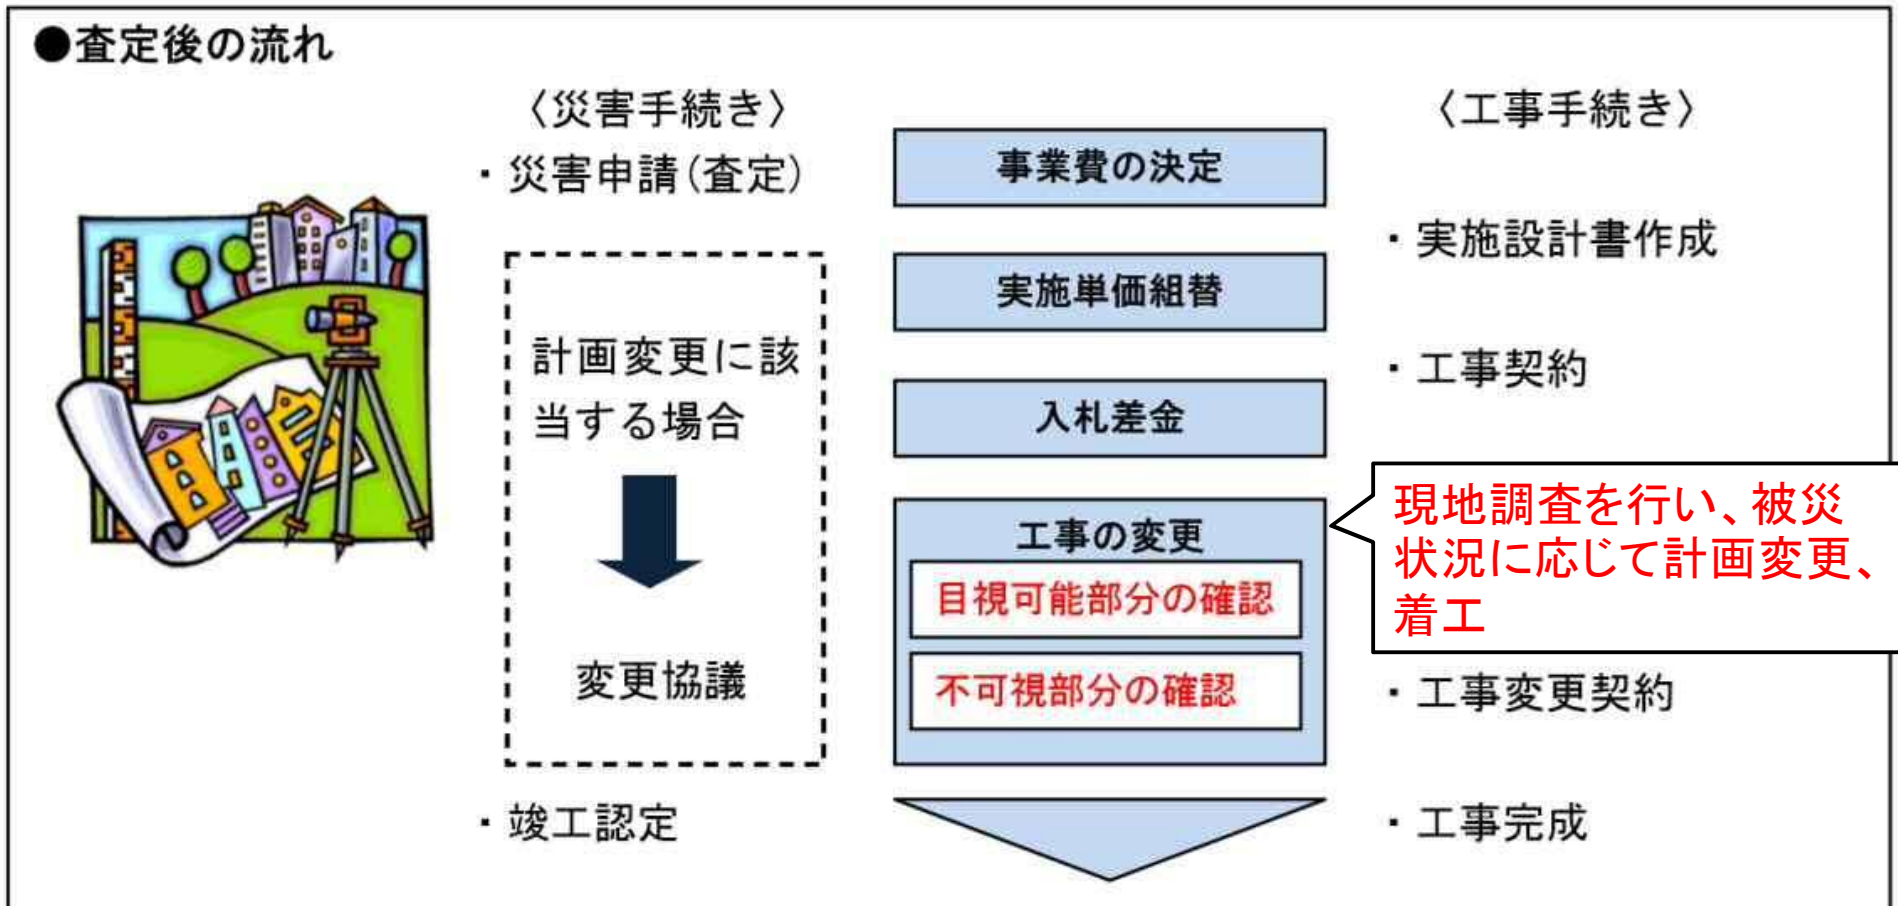 ●査定後の流れ
〈災害手続き〉
・災害申請(査定)
計画変更に該
当する場合
変更協議
・竣工認定
事業費の決定
実施単価組替
入札差金
工事の変更
目視可能部分の確認
不可視部分の確認
〈工事手続き〉
・実施設計書作成
・工事契約
現地調査を行い、被災
状況に応じて計画変更、
着工
・工事変更契約
・工事完成